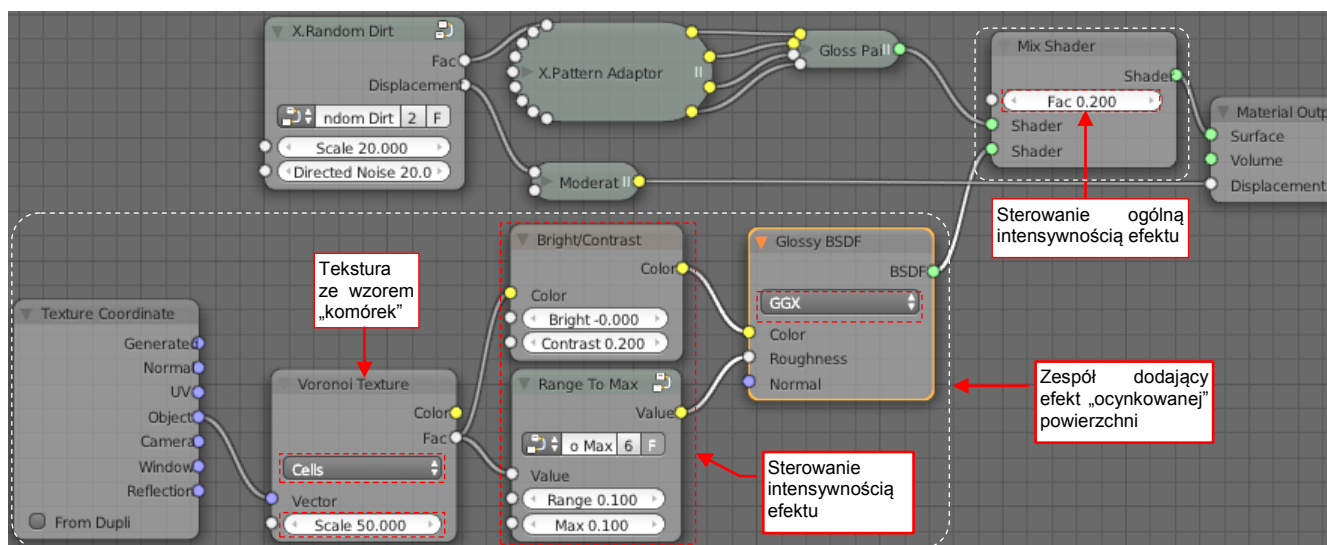 X.Random Dirt
Fac
Displacement
ndom Dirt 2 F
Scale 20.000
Directed Noise 20.0
X.Pattern Adaptor
Gloss Pai
Moderat
Mix Shader
Shader
Fac 0.200
Shader
Shader
Material Outp
Surface
Volume
Displacement
Sterowanie ogólną
intensywnością efektu
Texture Coordinate
Generated
Normal
UV
Object
Camera
Window
Reflection
From Dupli
Tekstura
ze wzorem
„komórek”
Voronoi Texture
Color
Fac
Cells
Vector
Scale 50.000
Bright/Contrast
Color
Color
Bright -0.000
Contrast 0.200
Range To Max
Value
o Max 6 F
Value
Range 0.100
Max 0.100
Glossy BSDF
BSDF
GGX
Color
Roughness
Normal
Sterowanie
intensywnością
efektu
Zespół dodający
efekt „ocynkowanej”
powierzchni